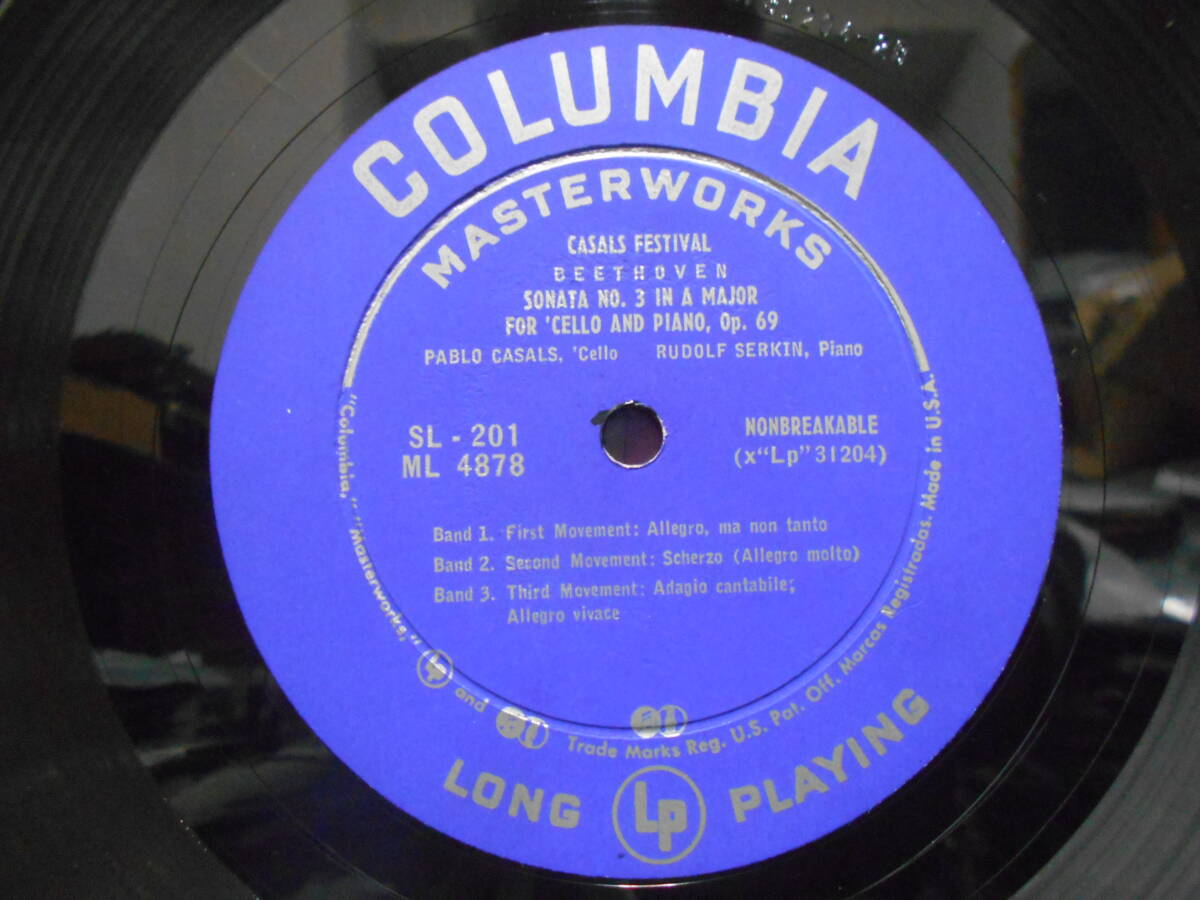 COLUMBIA
MASTERWORKS
CASALS FESTIVAL
BEETHOVEN
SONATA NO. 3 IN A MAJOR
FOR 'CELLO AND PIANO, Op. 69
PABLO CASALS, 'Cello RUDOLF SERKIN, Piano
SL - 201
ML 4878
NONBREAKABLE
(x"Lp"31204)
Band 1. First Movement: Allegro, ma non tanto
Band 2. Second Movement: Scherzo (Allegro molto)
Band 3. Third Movement: Adagio cantabile;
Allegro vivace
"Columbia," "Masterworks," Lp and Trade Marks Reg. U.S. Pat. Off. Marcas Registradas. Made in U.S.A.
LONG Lp PLAYING